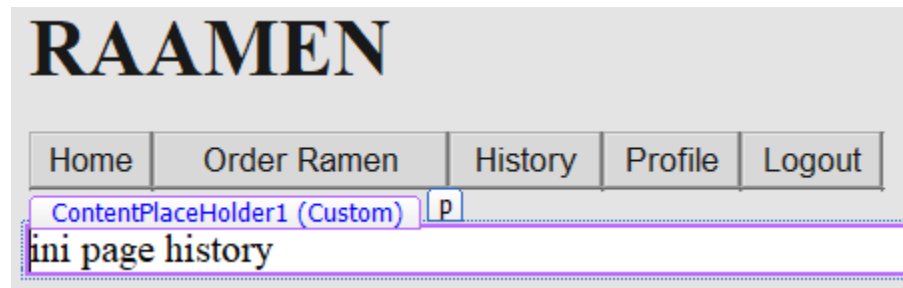 RAAMEN
Home Order Ramen History Profile Logout
ContentPlaceHolder1 (Custom) p
ini page history